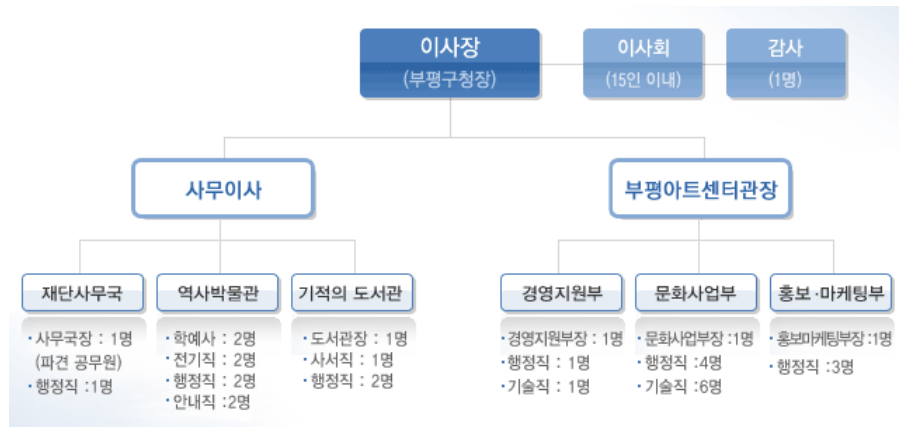 이사장
(부평구청장)
이사회
(15인 이내)
감사
(1명)
사무이사
부평아트센터관장
재단사무국
역사박물관
기적의 도서관
경영지원부
문화사업부
홍보·마케팅부
·사무국장 : 1명
(파견 공무원)
·행정직 :1명
·학예사 : 2명
·전기직 : 2명
·행정직 : 2명
·안내직 :2명
·도서관장 : 1명
·사서직 : 1명
·행정직 : 2명
·경영지원부장 : 1명
·행정직 : 1명
·기술직 : 1명
·문화사업부장 :1명
·행정직 :4명
·기술직 :6명
·홍보마케팅부장 :1명
·행정직 :3명